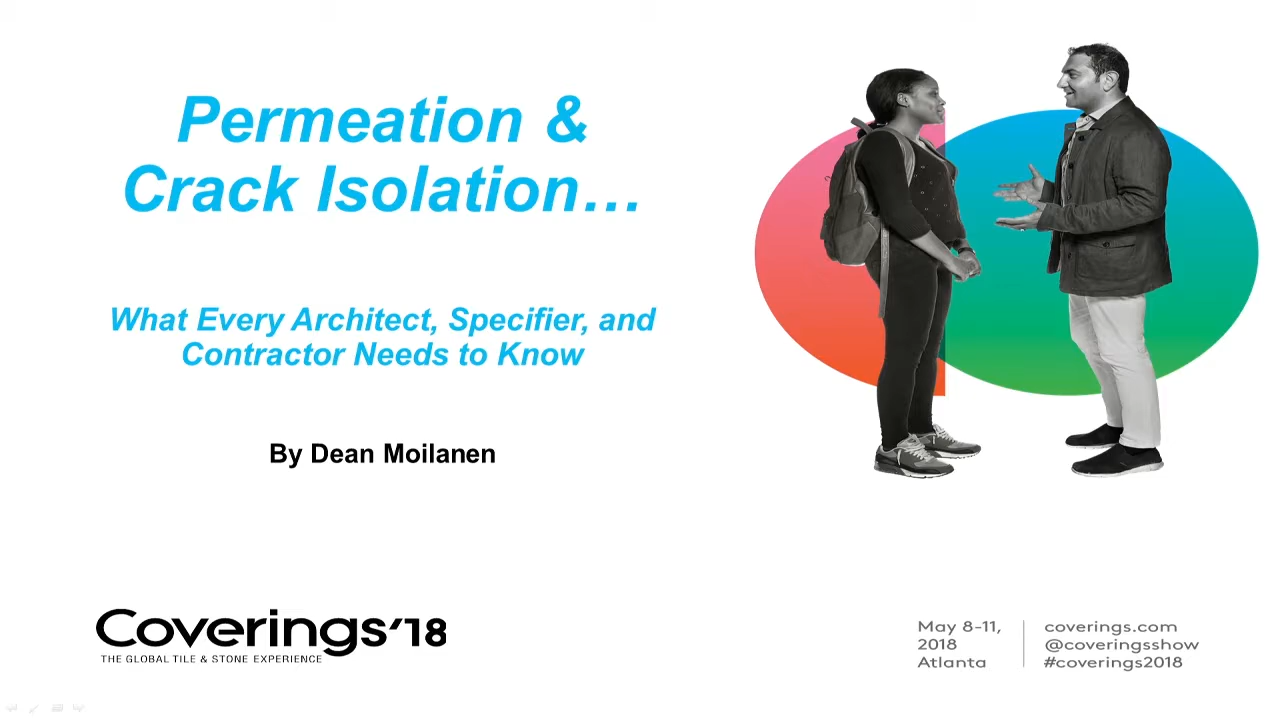 Permeation &
Crack Isolation…
What Every Architect, Specifier, and
Contractor Needs to Know
By Dean Moilanen
Coverings'18
THE GLOBAL TILE & STONE EXPERIENCE
May 8-11,
2018
Atlanta
coverings.com
@coveringsshow
#coverings2018